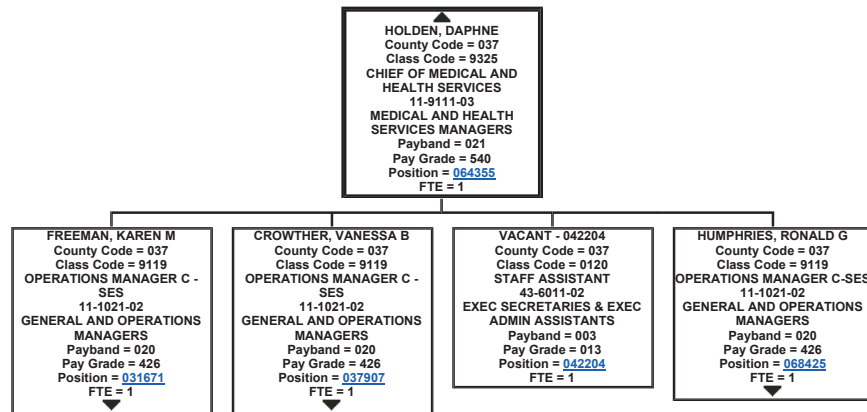 HOLDEN, DAPHNE
County Code = 037
Class Code = 9325
CHIEF OF MEDICAL AND
HEALTH SERVICES
11-9111-03
MEDICAL AND HEALTH
SERVICES MANAGERS
Payband = 021
Pay Grade = 540
Position = 064355
FTE = 1
FREEMAN, KAREN M
County Code = 037
Class Code = 9119
OPERATIONS MANAGER C -
SES
11-1021-02
GENERAL AND OPERATIONS
MANAGERS
Payband = 020
Pay Grade = 426
Position = 031671
FTE = 1
CROWTHER, VANESSA B
County Code = 037
Class Code = 9119
OPERATIONS MANAGER C -
SES
11-1021-02
GENERAL AND OPERATIONS
MANAGERS
Payband = 020
Pay Grade = 426
Position = 037907
FTE = 1
VACANT - 042204
County Code = 037
Class Code = 0120
STAFF ASSISTANT
43-6011-02
EXEC SECRETARIES & EXEC
ADMIN ASSISTANTS
Payband = 003
Pay Grade = 013
Position = 042204
FTE = 1
HUMPHRIES, RONALD G
County Code = 037
Class Code = 9119
OPERATIONS MANAGER C-SES
11-1021-02
GENERAL AND OPERATIONS
MANAGERS
Payband = 020
Pay Grade = 426
Position = 068425
FTE = 1